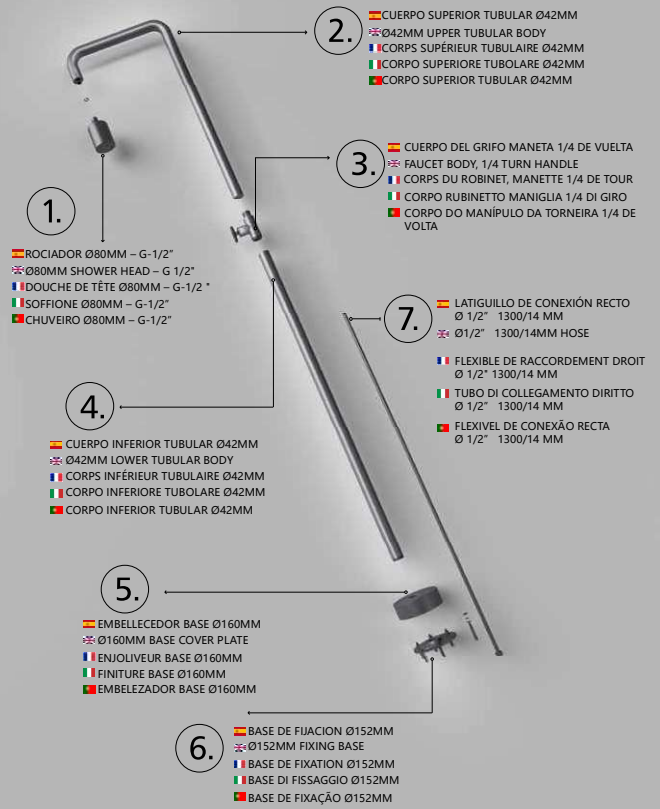 2.
CUERPO SUPERIOR TUBULAR Ø42MM
Ø42MM UPPER TUBULAR BODY
CORPS SUPÉRIEUR TUBULAIRE Ø42MM
CORPO SUPERIORE TUBOLARE Ø42MM
CORPO SUPERIOR TUBULAR Ø42MM
3.
CUERPO DEL GRIFO MANETA 1/4 DE VUELTA
FAUCET BODY, 1/4 TURN HANDLE
CORPS DU ROBINET, MANETTE 1/4 DE TOUR
CORPO RUBINETTO MANIGLIA 1/4 DI GIRO
CORPO DO MANÍPULO DA TORNEIRA 1/4 DE
VOLTA
1.
ROCIADOR Ø80MM – G-1/2”
Ø80MM SHOWER HEAD – G 1/2"
DOUCHE DE TÊTE Ø80MM – G-1/2 "
SOFFIONE Ø80MM – G-1/2”
CHUVEIRO Ø80MM – G-1/2”
7.
LATIGUILLO DE CONEXIÓN RECTO
Ø 1/2” 1300/14 MM
Ø1/2” 1300/14MM HOSE
FLEXIBLE DE RACCORDEMENT DROIT
Ø 1/2" 1300/14 MM
TUBO DI COLLEGAMENTO DIRITTO
Ø 1/2” 1300/14 MM
FLEXIVEL DE CONEXÃO RECTA
Ø 1/2” 1300/14 MM
4.
CUERPO INFERIOR TUBULAR Ø42MM
Ø42MM LOWER TUBULAR BODY
CORPS INFÉRIEUR TUBULAIRE Ø42MM
CORPO INFERIORE TUBOLARE Ø42MM
CORPO INFERIOR TUBULAR Ø42MM
5.
EMBELLECEDOR BASE Ø160MM
Ø160MM BASE COVER PLATE
ENJOLIVEUR BASE Ø160MM
FINITURE BASE Ø160MM
EMBELEZADOR BASE Ø160MM
6.
BASE DE FIJACION Ø152MM
Ø152MM FIXING BASE
BASE DE FIXATION Ø152MM
BASE DI FISSAGGIO Ø152MM
BASE DE FIXAÇÃO Ø152MM